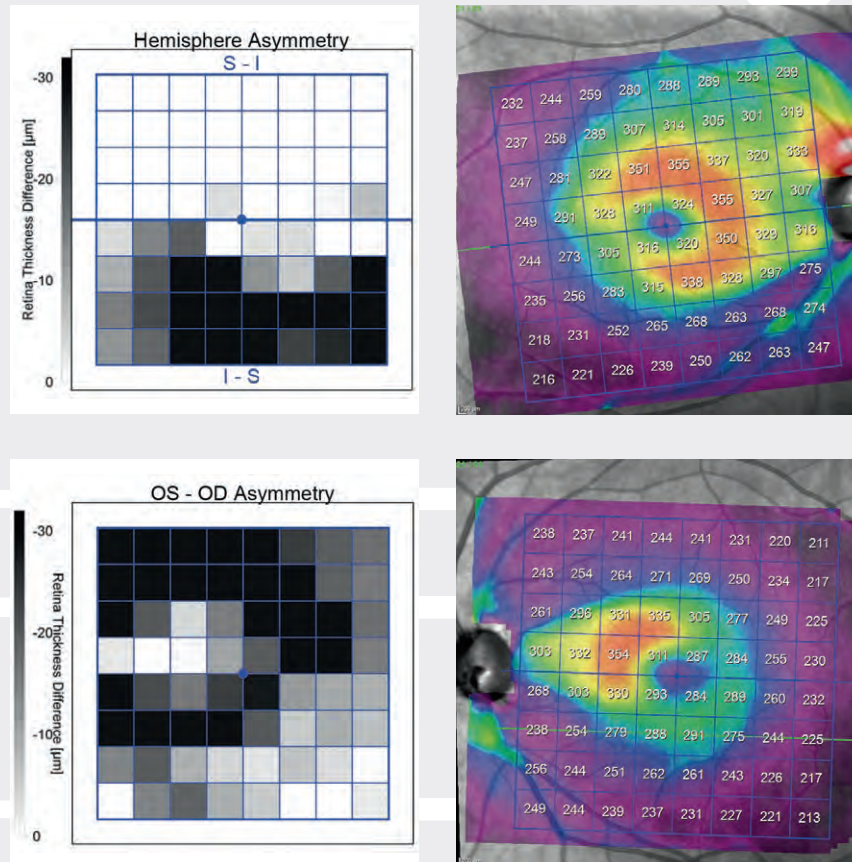 Hemisphere Asymmetry
S - I
-30
-20
-10
0
Retina Thickness Difference [µm]
I - S
232 244 259 280 288 289 293 299
237 258 289 307 314 305 301 319
247 281 322 351 355 337 320 333
249 291 328 311 324 355 327 307
244 273 305 316 320 350 329 316
235 256 283 315 338 328 297 275
218 231 252 265 268 263 268 274
216 221 226 239 250 262 263 247
OS - OD Asymmetry
-30
-20
-10
0
Retina Thickness Difference [µm]
238 237 241 244 241 231 220 211
243 254 264 271 269 250 234 217
261 296 331 335 305 277 249 225
303 332 354 311 287 284 255 230
268 303 330 293 284 289 260 232
238 254 279 288 291 275 244 225
256 244 251 262 261 243 226 217
249 244 239 237 231 227 221 213